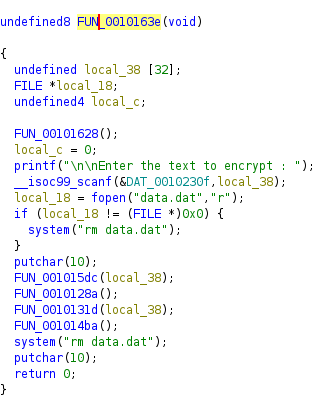 undefined8 FUN_0010163e(void)
{
undefined local_38 [32];
FILE *local_18;
undefined4 local_c;
FUN_00101628();
local_c = 0;
printf("\n\nEnter the text to encrypt : ");
__isoc99_scanf(&DAT_0010230f,local_38);
local_18 = fopen("data.dat","r");
if (local_18 != (FILE *)0x0) {
system("rm data.dat");
}
putchar(10);
FUN_001015dc(local_38);
FUN_0010128a();
FUN_0010131d(local_38);
FUN_001014ba();
system("rm data.dat");
putchar(10);
return 0;
}